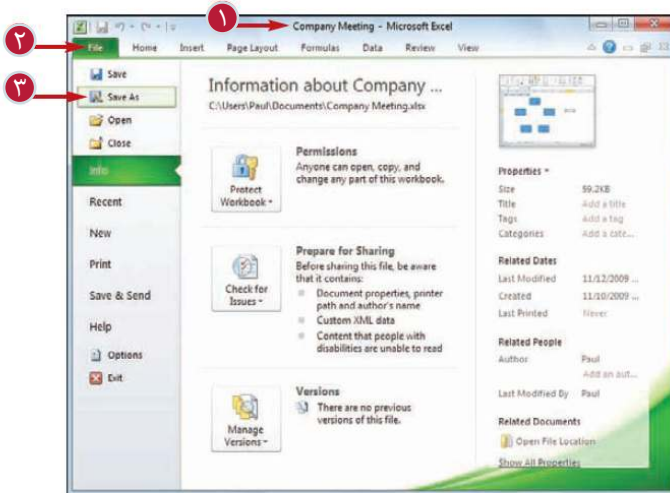 ۱
Company Meeting - Microsoft Excel
۲
File Home Insert Page Layout Formulas Data Review View
۳
Save
Save As
Open
Close
Info
Recent
New
Print
Save & Send
Help
Options
Exit
Information about Company ...
C:\Users\Paul\Documents\Company Meeting.xlsx
Protect
Workbook
Permissions
Anyone can open, copy, and
change any part of this workbook.
Check for
Issues
Prepare for Sharing
Before sharing this file, be aware
that it contains:
Document properties, printer
path and author's name
Custom XML data
Content that people with
disabilities are unable to read
Manage
Versions
Versions
There are no previous
versions of this file.
Properties
Size 59.2KB
Title Add a title
Tags Add a tag
Categories Add a cate...
Related Dates
Last Modified 11/12/2009 ...
Created 11/10/2009 ...
Last Printed Never
Related People
Author Paul
Add an aut...
Last Modified By Paul
Related Documents
Open File Location
Show All Properties